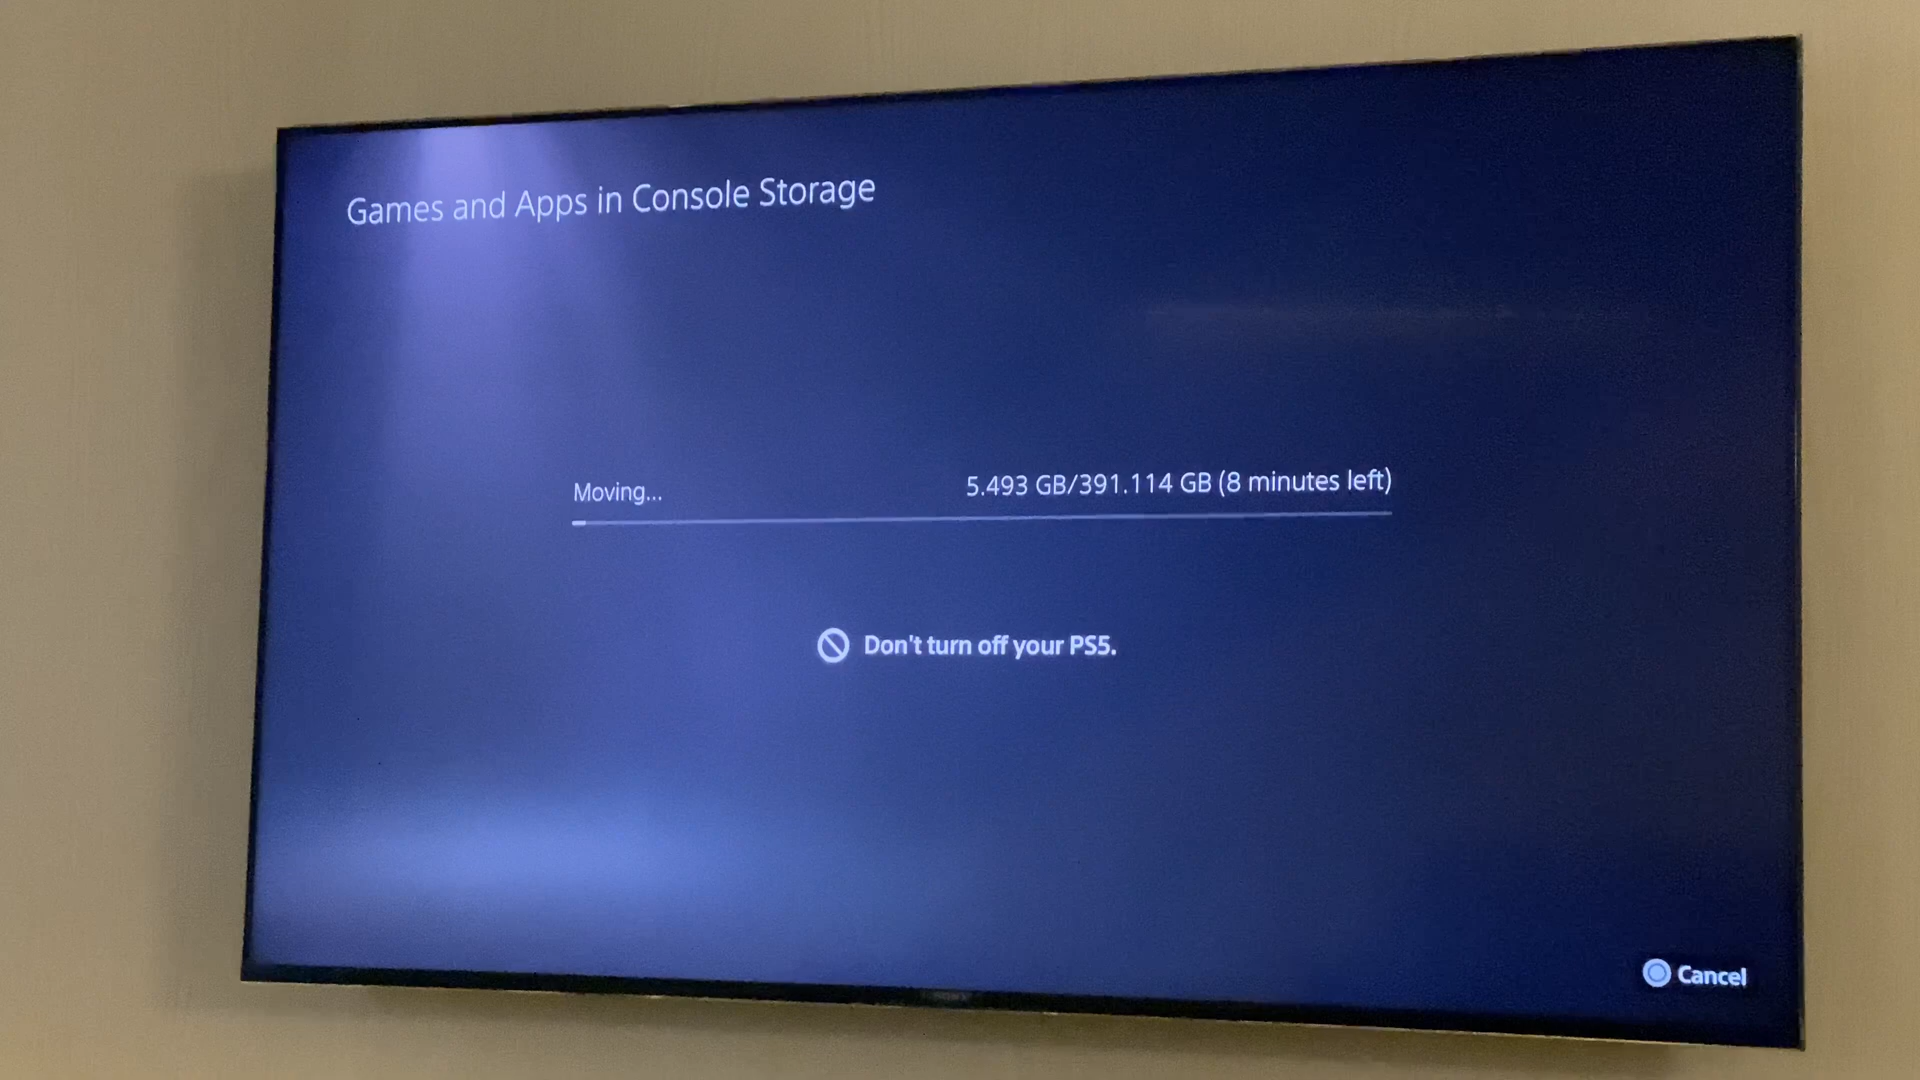 Games and Apps in Console Storage
Moving...
5.493 GB/391.114 GB (8 minutes left)
Don't turn off your PS5.
Cancel